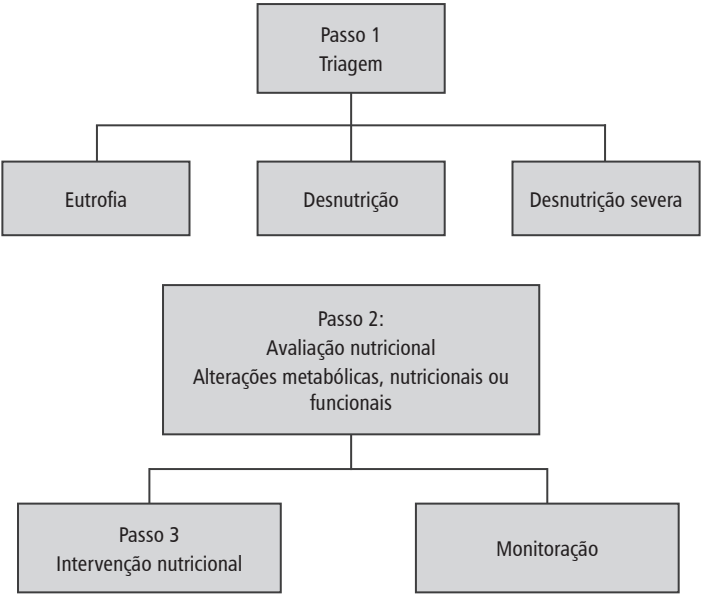 Passo 1
Triagem
Eutrofia
Desnutrição
Desnutrição severa
Passo 2:
Avaliação nutricional
Alterações metabólicas, nutricionais ou
funcionais
Passo 3
Intervenção nutricional
Monitoração